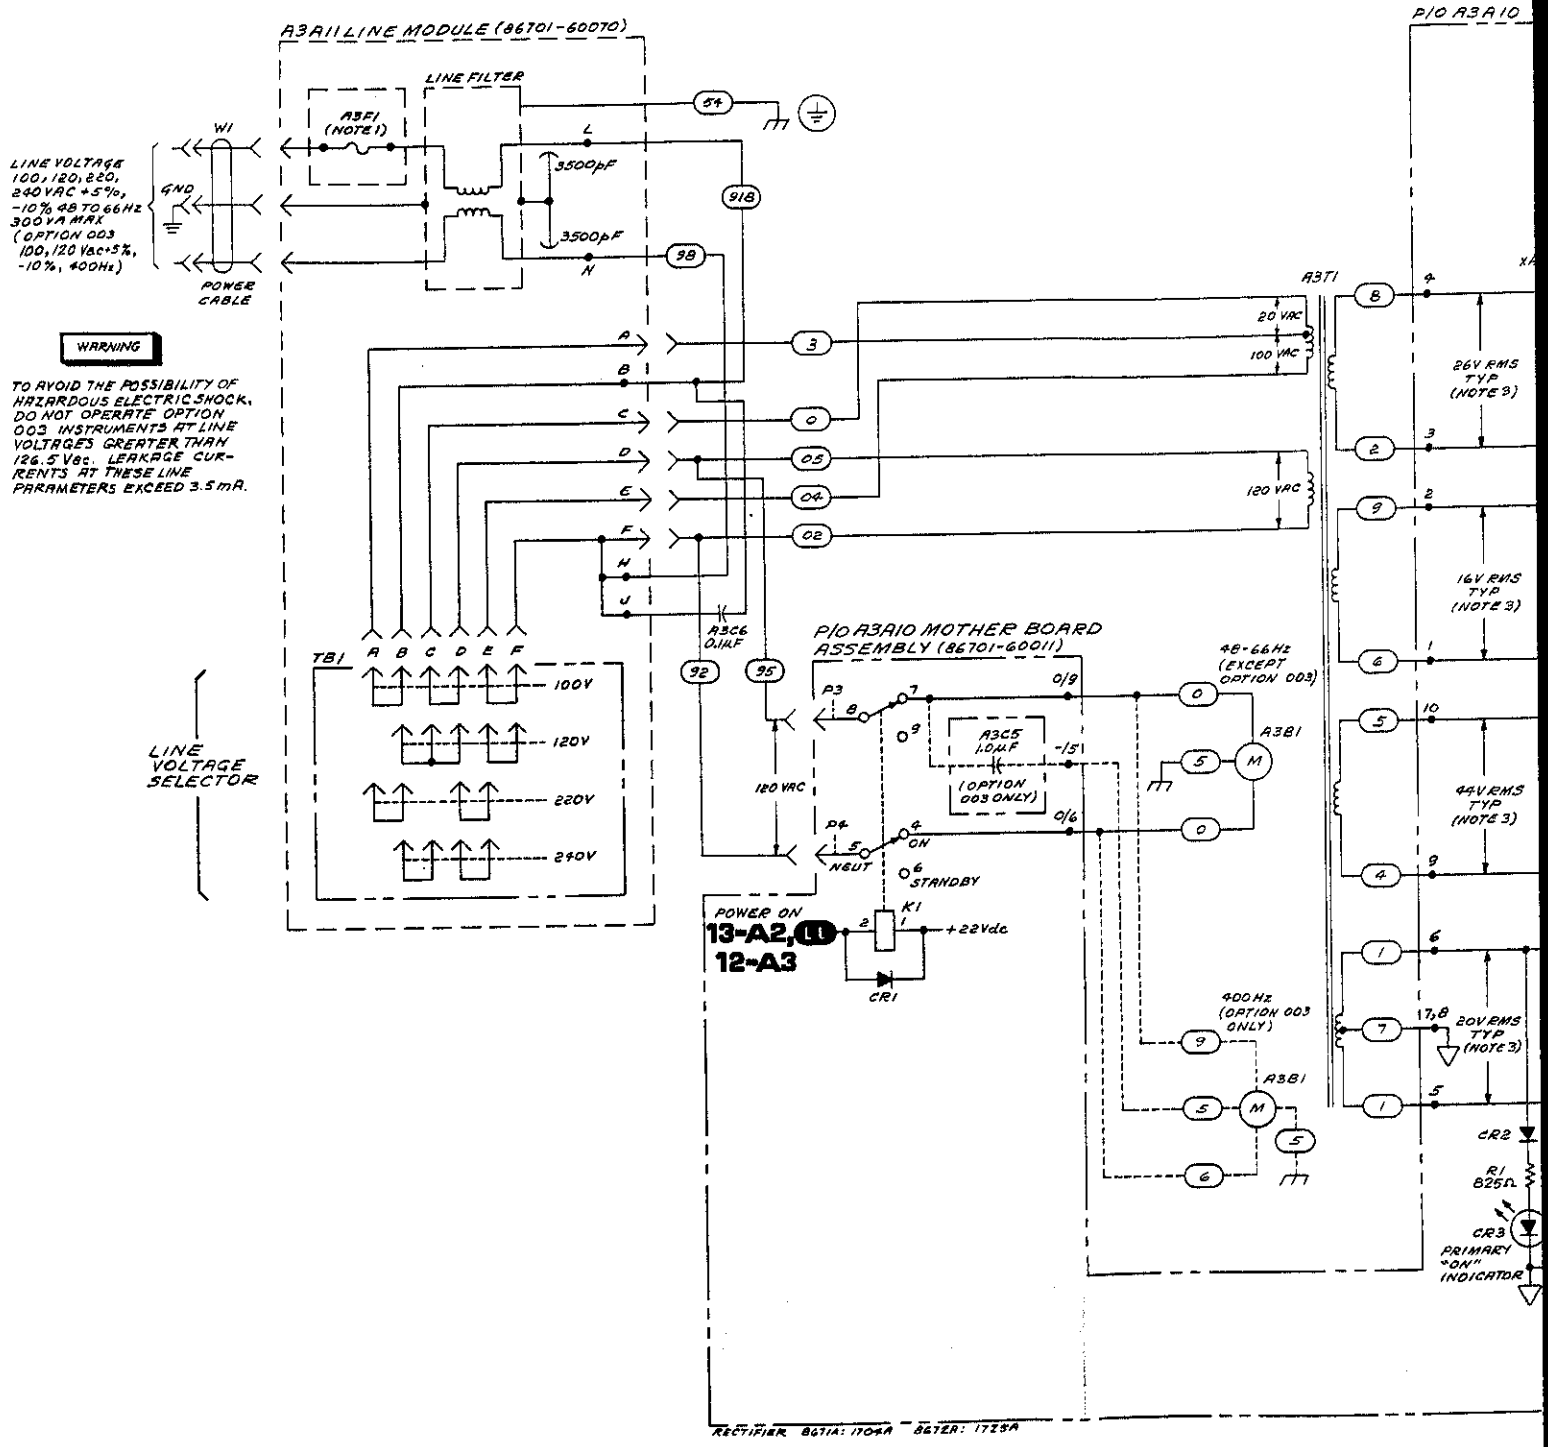 P/O A3A10
A3A11 LINE MODULE (86701-60070)
LINE FILTER
A3F1
(NOTE 1)
54
W1
L
3500pF
LINE VOLTAGE
100, 120, 220,
240 VAC +5%,
-10% 48 TO 66Hz
300 VA MAX
(OPTION 003
100, 120 Vac +5%,
-10%, 400Hz)
GND
918
3500pF
98
N
POWER
CABLE
WARNING
TO AVOID THE POSSIBILITY OF
HAZARDOUS ELECTRIC SHOCK,
DO NOT OPERATE OPTION
003 INSTRUMENTS AT LINE
VOLTAGES GREATER THAN
126.5 Vac. LEAKAGE CUR-
RENTS AT THESE LINE
PARAMETERS EXCEED 3.5mA.
A
B
C
D
E
F
H
J
3
0
05
04
02
A3C6
0.1µF
A3T1
20 VAC
100 VAC
120 VAC
8
4
XA
26V RMS
TYP
(NOTE 3)
2
3
9
2
16V RMS
TYP
(NOTE 3)
6
1
5
10
44V RMS
TYP
(NOTE 3)
4
9
1
6
7
7,8
20V RMS
TYP
(NOTE 3)
1
5
CR2
R1
825Ω
CR3
PRIMARY
"ON"
INDICATOR
TB1
A B C D E F
100V
120V
220V
240V
LINE
VOLTAGE
SELECTOR
92
95
120 VAC
P/O A3A10 MOTHER BOARD
ASSEMBLY (86701-60011)
P3
8
7
9
0/9
A3C5
1.0µF
(OPTION
003 ONLY)
-15
P4
5
NEUT
4
ON
6
STANDBY
0/6
48-66Hz
(EXCEPT
OPTION 003)
0
5
0
A3B1
M
POWER ON
13-A2, LL
12-A3
2
K1
1
+22Vdc
CR1
400Hz
(OPTION 003
ONLY)
9
5
6
A3B1
M
5
RECTIFIER 8671A: 1704A 8672A: 1725A